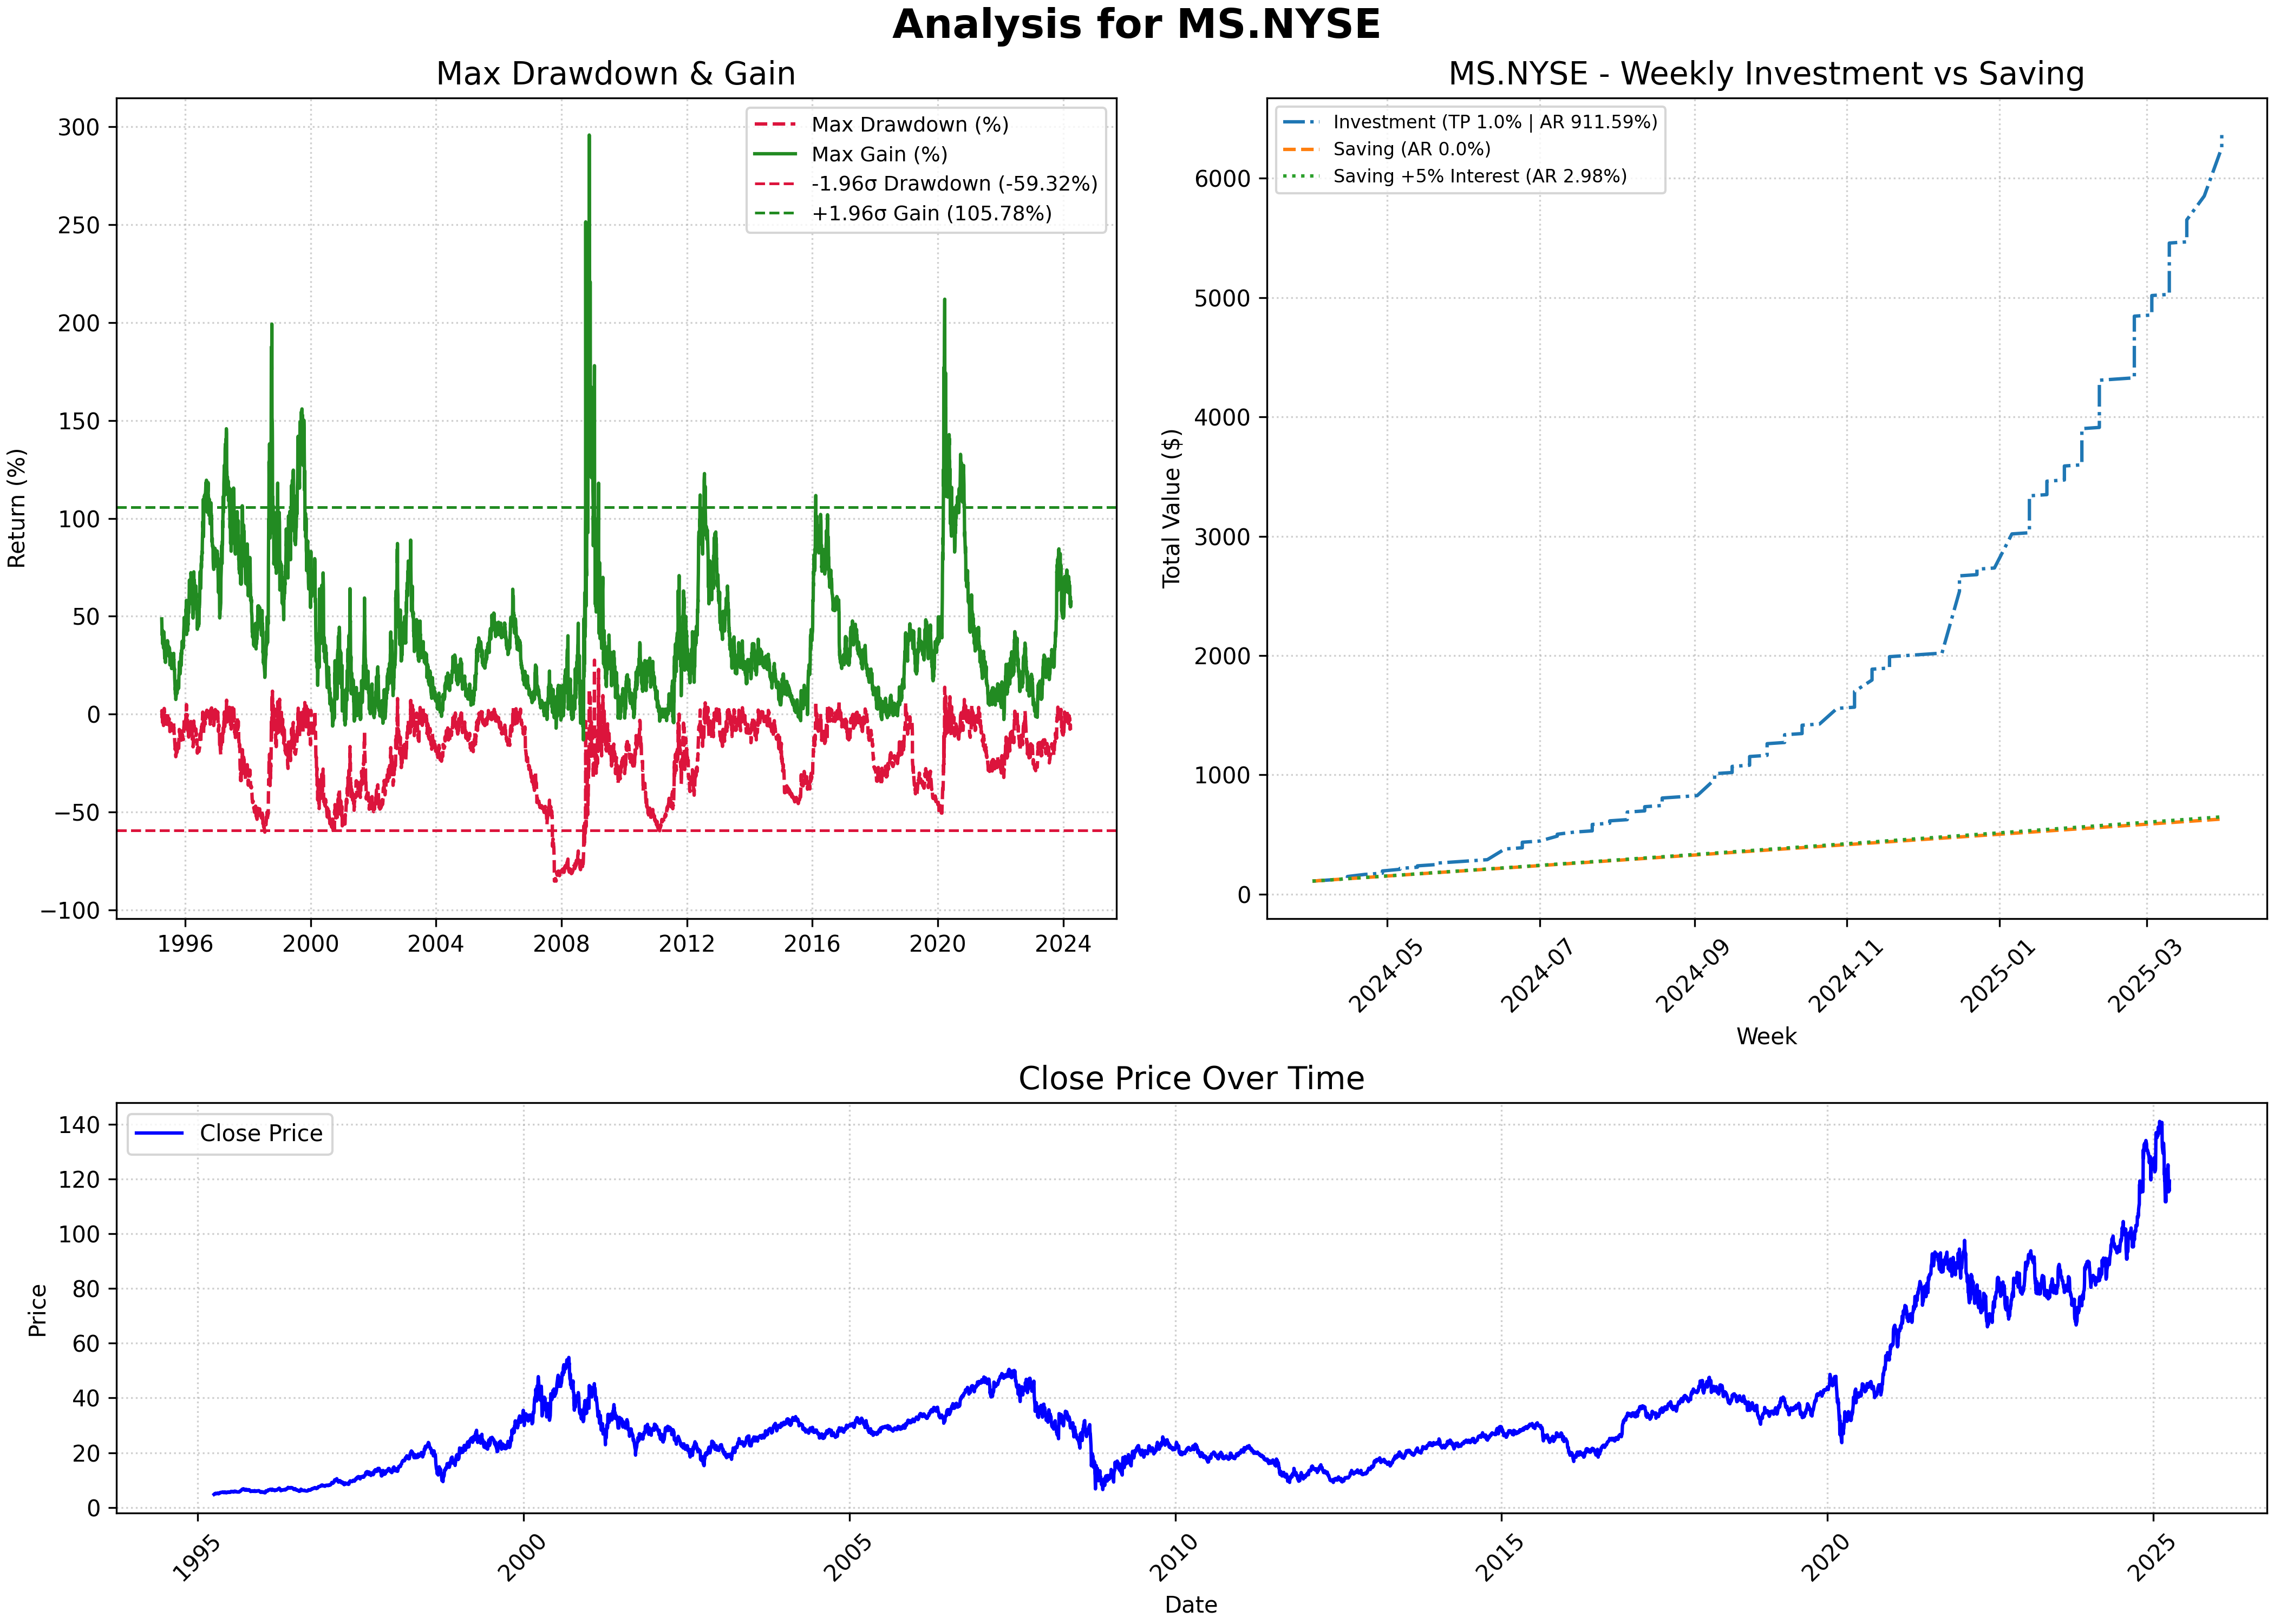 Analysis for MS.NYSE
Max Drawdown & Gain
Max Drawdown (%)
Max Gain (%)
-1.96σ Drawdown (-59.32%)
+1.96σ Gain (105.78%)
Return (%)
300
250
200
150
100
50
0
−50
−100
1996
2000
2004
2008
2012
2016
2020
2024
MS.NYSE - Weekly Investment vs Saving
Investment (TP 1.0% | AR 911.59%)
Saving (AR 0.0%)
Saving +5% Interest (AR 2.98%)
Total Value ($)
6000
5000
4000
3000
2000
1000
0
2024-05
2024-07
2024-09
2024-11
2025-01
2025-03
Week
Close Price Over Time
Close Price
Price
140
120
100
80
60
40
20
0
1995
2000
2005
2010
2015
2020
2025
Date